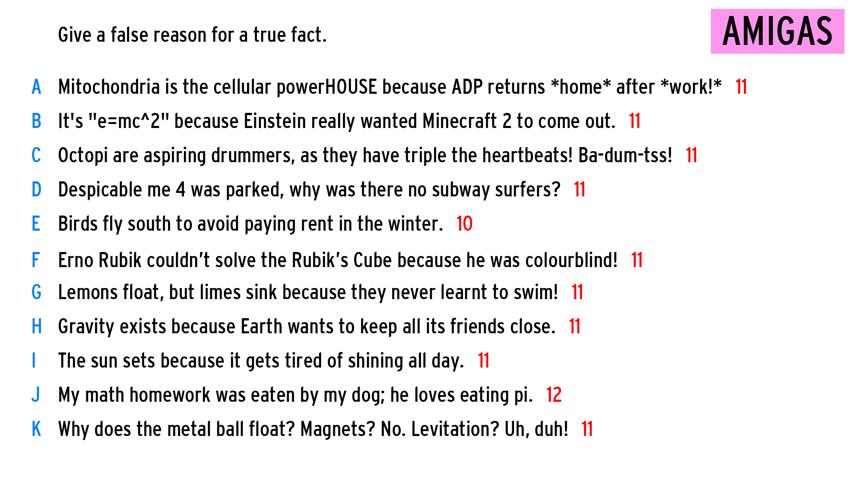 Give a false reason for a true fact.
AMIGAS
A Mitochondria is the cellular powerHOUSE because ADP returns *home* after *work!* 11
B It's "e=mc^2" because Einstein really wanted Minecraft 2 to come out. 11
C Octopi are aspiring drummers, as they have triple the heartbeats! Ba-dum-tss! 11
D Despicable me 4 was parked, why was there no subway surfers? 11
E Birds fly south to avoid paying rent in the winter. 10
F Erno Rubik couldn’t solve the Rubik’s Cube because he was colourblind! 11
G Lemons float, but limes sink because they never learnt to swim! 11
H Gravity exists because Earth wants to keep all its friends close. 11
I The sun sets because it gets tired of shining all day. 11
J My math homework was eaten by my dog; he loves eating pi. 12
K Why does the metal ball float? Magnets? No. Levitation? Uh, duh! 11